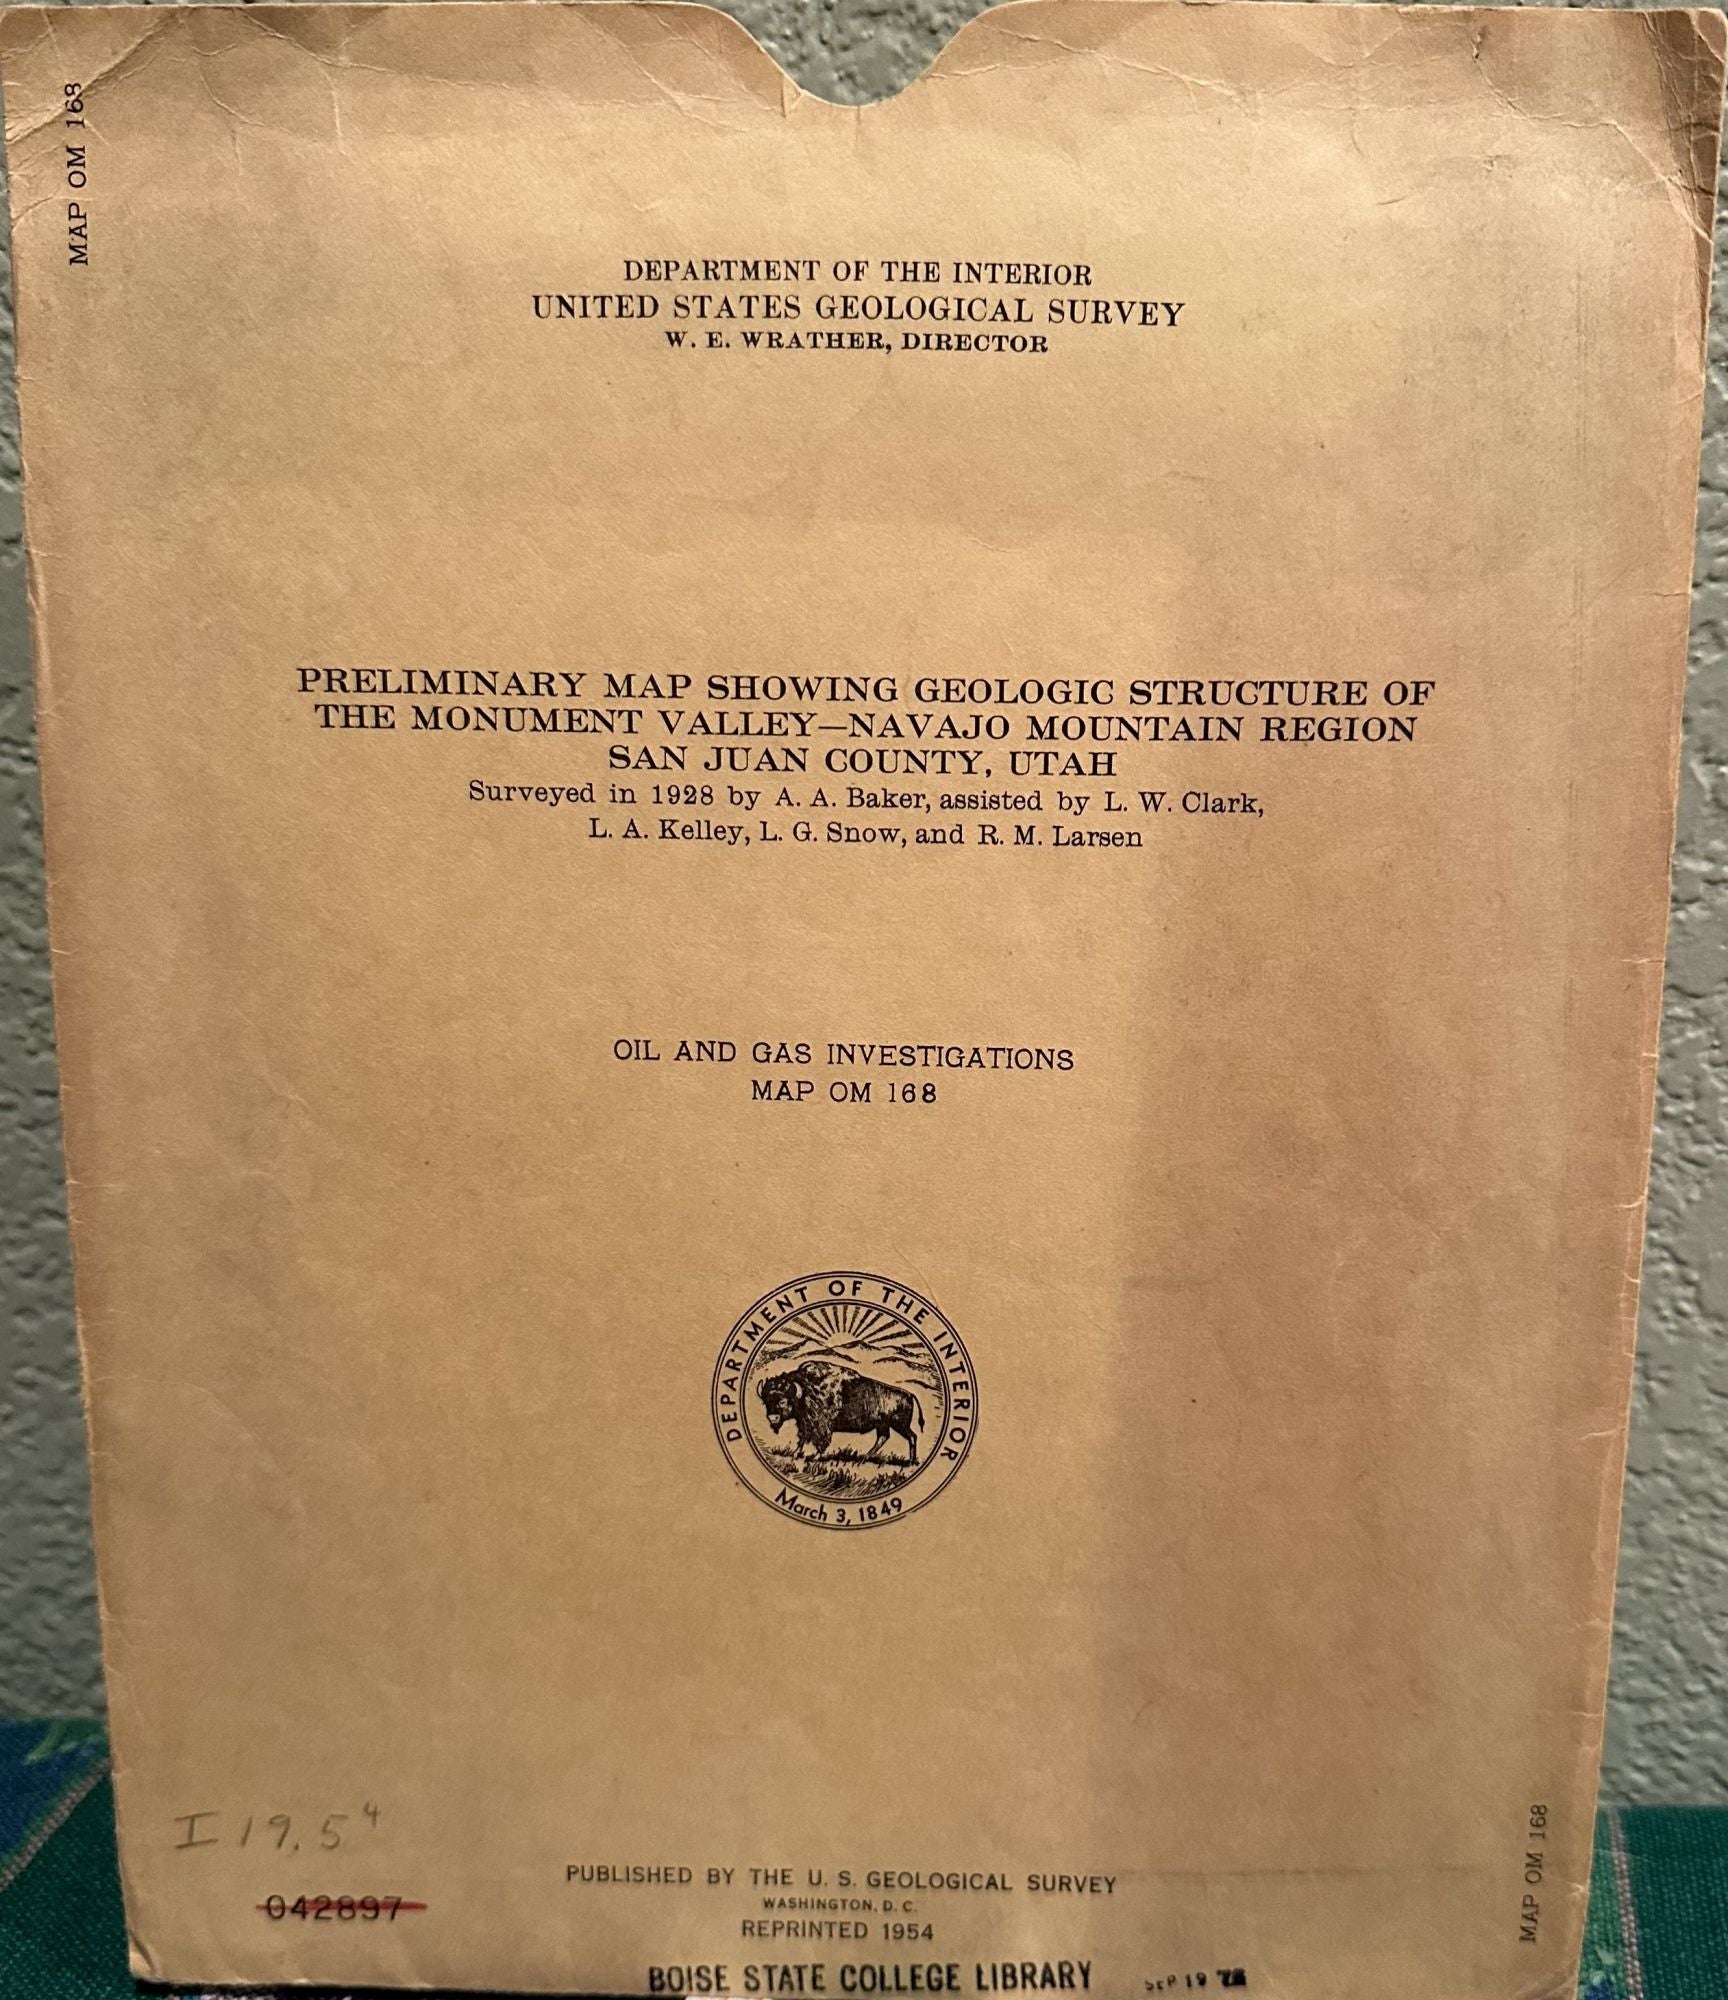 MAP OM 168
DEPARTMENT OF THE INTERIOR
UNITED STATES GEOLOGICAL SURVEY
W. E. WRATHER, DIRECTOR
PRELIMINARY MAP SHOWING GEOLOGIC STRUCTURE OF
THE MONUMENT VALLEY—NAVAJO MOUNTAIN REGION
SAN JUAN COUNTY, UTAH
Surveyed in 1928 by A. A. Baker, assisted by L. W. Clark,
L. A. Kelley, L. G. Snow, and R. M. Larsen
OIL AND GAS INVESTIGATIONS
MAP OM 168
DEPARTMENT OF THE INTERIOR
March 3, 1849
I 19.5⁴
042897
PUBLISHED BY THE U. S. GEOLOGICAL SURVEY
WASHINGTON, D. C.
REPRINTED 1954
BOISE STATE COLLEGE LIBRARY SEP 19
MAP OM 168